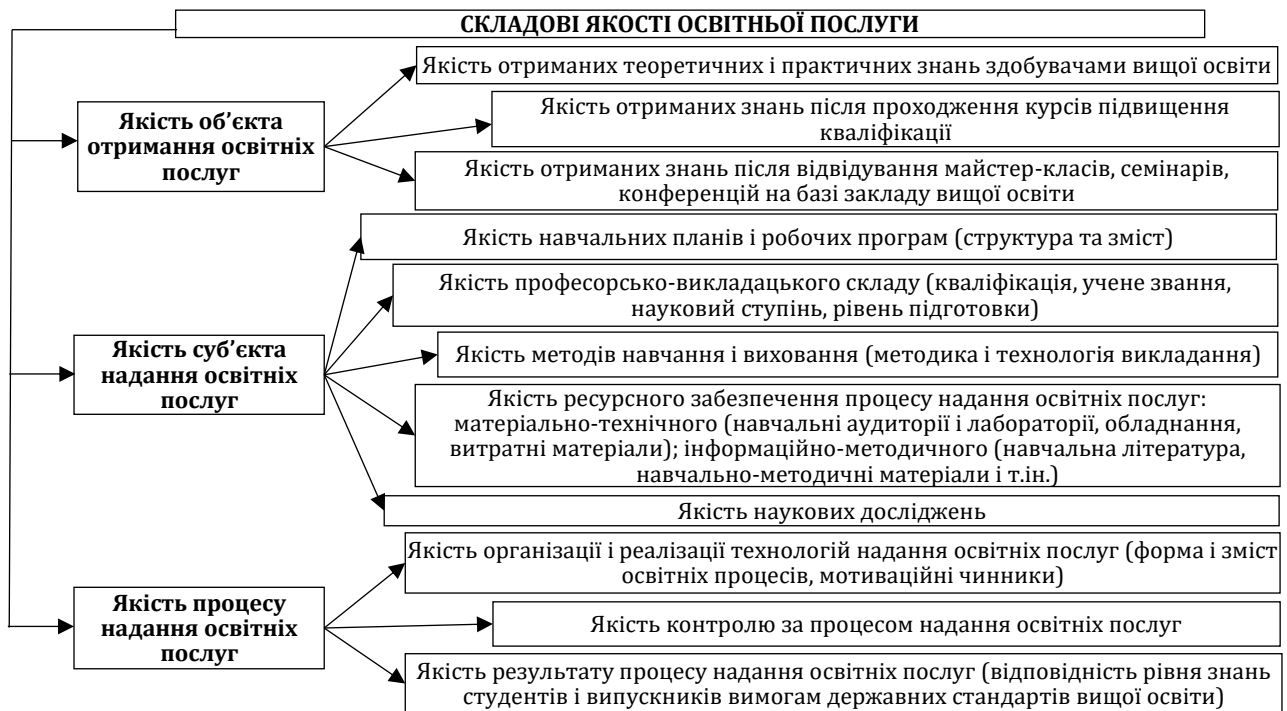 СКЛАДОВІ ЯКОСТІ ОСВІТНЬОЇ ПОСЛУГИ
Якість об’єкта
отримання освітніх
послуг
Якість отриманих теоретичних і практичних знань здобувачами вищої освіти
Якість отриманих знань після проходження курсів підвищення
кваліфікації
Якість отриманих знань після відвідування майстер-класів, семінарів,
конференцій на базі закладу вищої освіти
Якість суб’єкта
надання освітніх
послуг
Якість навчальних планів і робочих програм (структура та зміст)
Якість професорсько-викладацького складу (кваліфікація, учене звання,
науковий ступінь, рівень підготовки)
Якість методів навчання і виховання (методика і технологія викладання)
Якість ресурсного забезпечення процесу надання освітніх послуг:
матеріально-технічного (навчальні аудиторії і лабораторії, обладнання,
витратні матеріали); інформаційно-методичного (навчальна література,
навчально-методичні матеріали і т.ін.)
Якість наукових досліджень
Якість процесу
надання освітніх
послуг
Якість організації і реалізації технологій надання освітніх послуг (форма і зміст
освітніх процесів, мотиваційні чинники)
Якість контролю за процесом надання освітніх послуг
Якість результату процесу надання освітніх послуг (відповідність рівня знань
студентів і випускників вимогам державних стандартів вищої освіти)